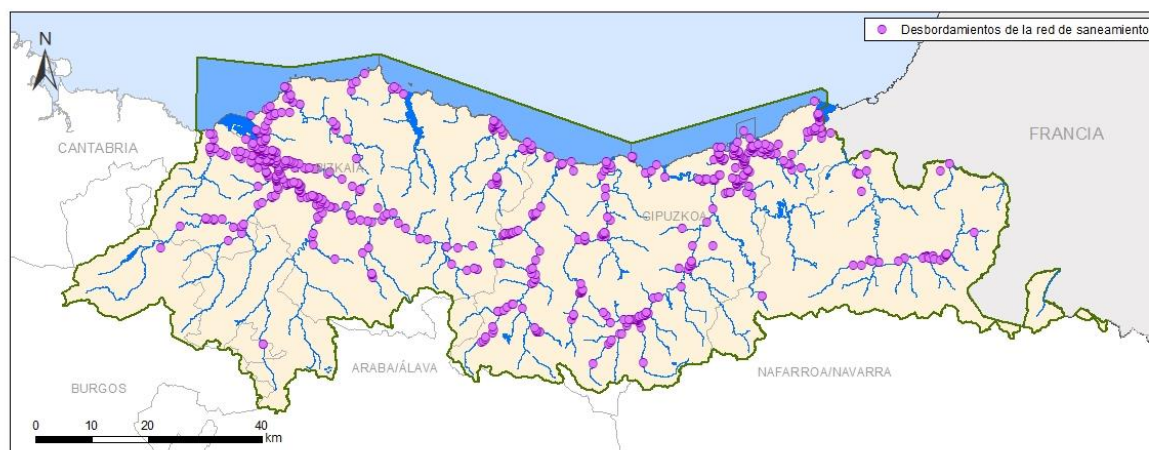 Desbordamientos de la red de saneamiento
N
CANTABRIA
FRANCIA
BIZKAIA
GIPUZKOA
ARABA/ÁLAVA
NAFARROA/NAVARRA
BURGOS
0 10 20 40
km